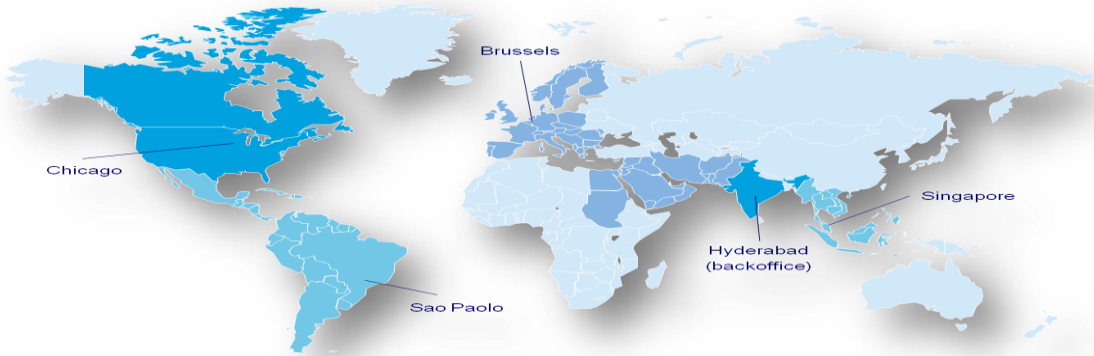 Brussels
Chicago
Singapore
Hyderabad
(backoffice)
Sao Paolo